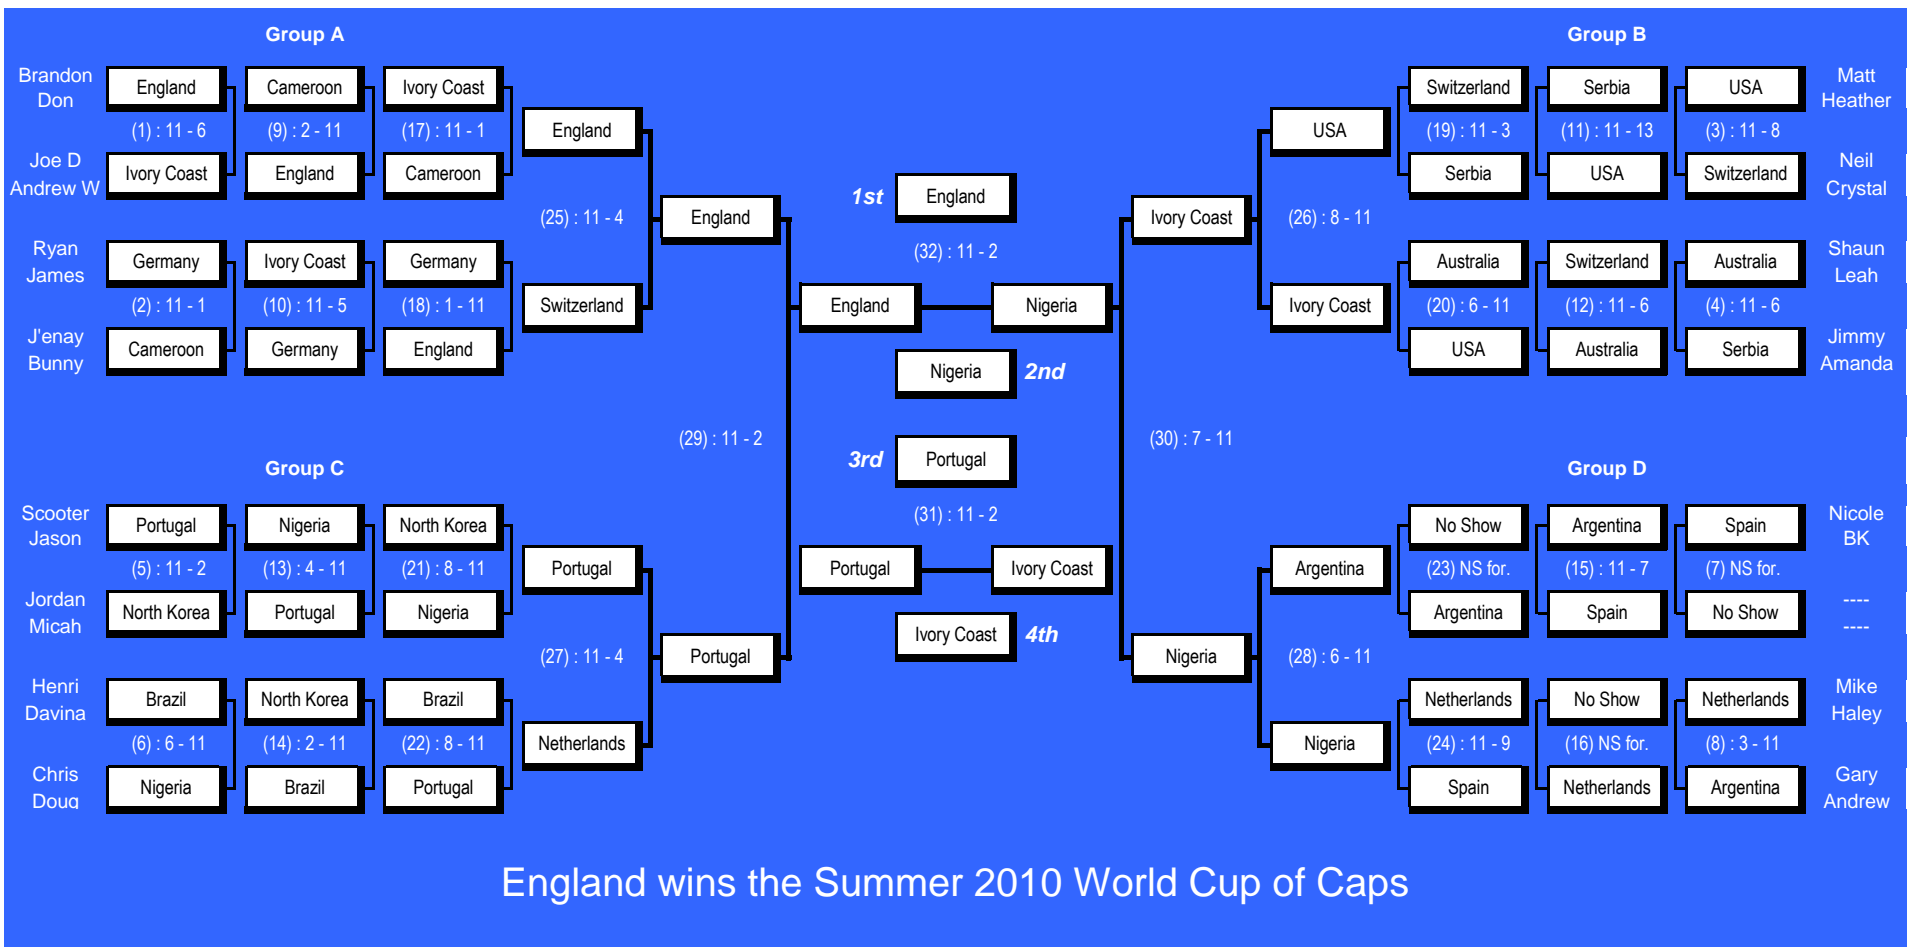 Group A
Group B
Brandon
Don
England
Cameroon
Ivory Coast
(1) : 11 - 6
(9) : 2 - 11
(17) : 11 - 1
Joe D
Andrew W
Ivory Coast
England
Cameroon
England
(25) : 11 - 4
England
Ryan
James
Germany
Ivory Coast
Germany
(2) : 11 - 1
(10) : 11 - 5
(18) : 1 - 11
J'enay
Bunny
Cameroon
Germany
England
Switzerland
1st
England
(32) : 11 - 2
England
Nigeria
Nigeria
2nd
USA
Ivory Coast
(26) : 8 - 11
Ivory Coast
Switzerland
Serbia
USA
Matt
Heather
(19) : 11 - 3
(11) : 11 - 13
(3) : 11 - 8
Serbia
USA
Switzerland
Neil
Crystal
Australia
Switzerland
Australia
Shaun
Leah
(20) : 6 - 11
(12) : 11 - 6
(4) : 11 - 6
USA
Australia
Serbia
Jimmy
Amanda
(29) : 11 - 2
3rd
Portugal
(31) : 11 - 2
(30) : 7 - 11
Portugal
Ivory Coast
Ivory Coast
4th
Group C
Group D
Scooter
Jason
Portugal
Nigeria
North Korea
(5) : 11 - 2
(13) : 4 - 11
(21) : 8 - 11
Jordan
Micah
North Korea
Portugal
Nigeria
Portugal
(27) : 11 - 4
Portugal
Henri
Davina
Brazil
North Korea
Brazil
(6) : 6 - 11
(14) : 2 - 11
(22) : 8 - 11
Chris
Doug
Nigeria
Brazil
Portugal
Netherlands
Argentina
Nigeria
(28) : 6 - 11
Nigeria
No Show
Argentina
Spain
Nicole
BK
(23) NS for.
(15) : 11 - 7
(7) NS for.
Argentina
Spain
No Show
----
----
Netherlands
No Show
Netherlands
Mike
Haley
(24) : 11 - 9
(16) NS for.
(8) : 3 - 11
Spain
Netherlands
Argentina
Gary
Andrew
England wins the Summer 2010 World Cup of Caps